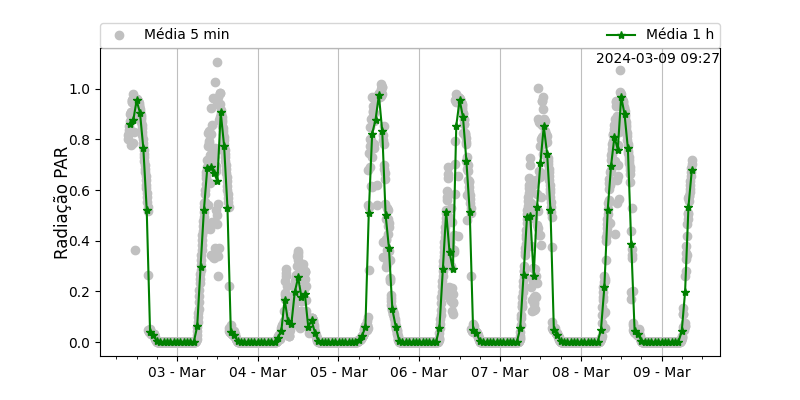 Média 5 min
Média 1 h
2024-03-09 09:27
Radiação PAR
1.0
0.8
0.6
0.4
0.2
0.0
03 - Mar
04 - Mar
05 - Mar
06 - Mar
07 - Mar
08 - Mar
09 - Mar